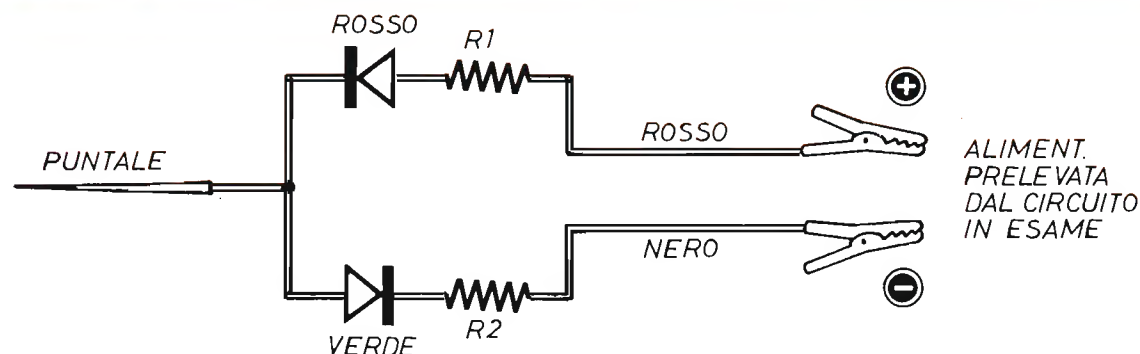 ROSSO
R1
+
ROSSO
PUNTALE
ALIMENT.
PRELEVATA
DAL CIRCUITO
IN ESAME
NERO
-
R2
VERDE